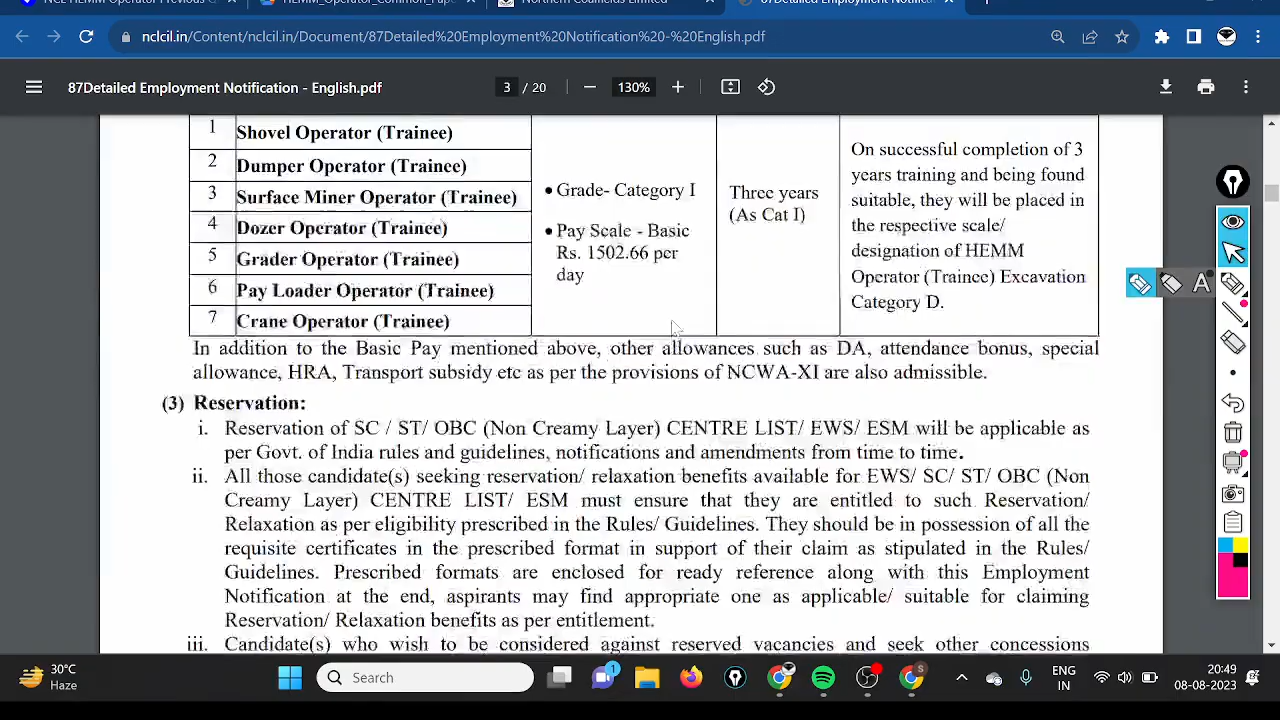 NCL HEMM Operator Previous
HEMM_Operator_Common_Pape
Northern Coalfields Limited
87Detailed Employment Notificatio
nclcil.in/Content/nclcil.in/Document/87Detailed%20Employment%20Notification%20-%20English.pdf
87Detailed Employment Notification - English.pdf
3 / 20
130%
1 Shovel Operator (Trainee)
2 Dumper Operator (Trainee)
3 Surface Miner Operator (Trainee)
4 Dozer Operator (Trainee)
5 Grader Operator (Trainee)
6 Pay Loader Operator (Trainee)
7 Crane Operator (Trainee)
• Grade- Category I
• Pay Scale - Basic
Rs. 1502.66 per
day
Three years
(As Cat I)
On successful completion of 3
years training and being found
suitable, they will be placed in
the respective scale/
designation of HEMM
Operator (Trainee) Excavation
Category D.
In addition to the Basic Pay mentioned above, other allowances such as DA, attendance bonus, special
allowance, HRA, Transport subsidy etc as per the provisions of NCWA-XI are also admissible.
(3) Reservation:
i. Reservation of SC / ST/ OBC (Non Creamy Layer) CENTRE LIST/ EWS/ ESM will be applicable as
per Govt. of India rules and guidelines, notifications and amendments from time to time.
ii. All those candidate(s) seeking reservation/ relaxation benefits available for EWS/ SC/ ST/ OBC (Non
Creamy Layer) CENTRE LIST/ ESM must ensure that they are entitled to such Reservation/
Relaxation as per eligibility prescribed in the Rules/ Guidelines. They should be in possession of all the
requisite certificates in the prescribed format in support of their claim as stipulated in the Rules/
Guidelines. Prescribed formats are enclosed for ready reference along with this Employment
Notification at the end, aspirants may find appropriate one as applicable/ suitable for claiming
Reservation/ Relaxation benefits as per entitlement.
iii. Candidate(s) who wish to be considered against reserved vacancies and seek other concessions
A
30°C
Haze
Search
1
S
ENG
IN
20:49
08-08-2023